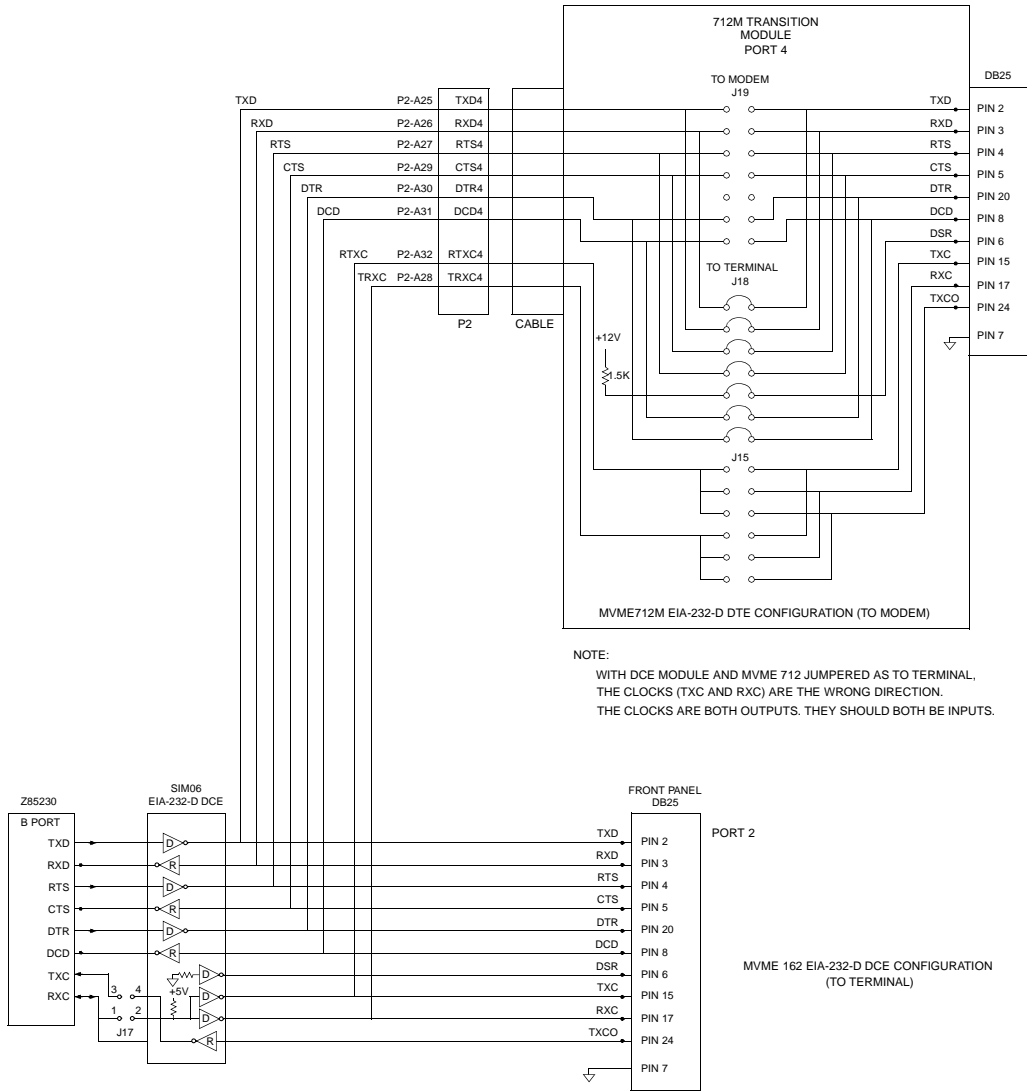 712M TRANSITION
MODULE
PORT 4
DB25
TO MODEM
J19
TXD P2-A25 TXD4 TXD PIN 2
RXD P2-A26 RXD4 RXD PIN 3
RTS P2-A27 RTS4 RTS PIN 4
CTS P2-A29 CTS4 CTS PIN 5
DTR P2-A30 DTR4 DTR PIN 20
DCD P2-A31 DCD4 DCD PIN 8
DSR PIN 6
RTXC P2-A32 RTXC4 TXC PIN 15
TO TERMINAL
J18
TRXC P2-A28 TRXC4 RXC PIN 17
TXCO PIN 24
P2 CABLE
+12V
PIN 7
1.5K
J15
MVME712M EIA-232-D DTE CONFIGURATION (TO MODEM)
NOTE:
WITH DCE MODULE AND MVME 712 JUMPERED AS TO TERMINAL,
THE CLOCKS (TXC AND RXC) ARE THE WRONG DIRECTION.
THE CLOCKS ARE BOTH OUTPUTS. THEY SHOULD BOTH BE INPUTS.
Z85230
SIM06
EIA-232-D DCE
FRONT PANEL
DB25
B PORT
PORT 2
TXD D TXD PIN 2
RXD R RXD PIN 3
RTS D RTS PIN 4
CTS R CTS PIN 5
DTR D DTR PIN 20
DCD R DCD PIN 8
DSR PIN 6
TXC D
3 4 +5V
RXC D TXC PIN 15
1 2 D RXC PIN 17
J17 R TXCO PIN 24
PIN 7
MVME 162 EIA-232-D DCE CONFIGURATION
(TO TERMINAL)